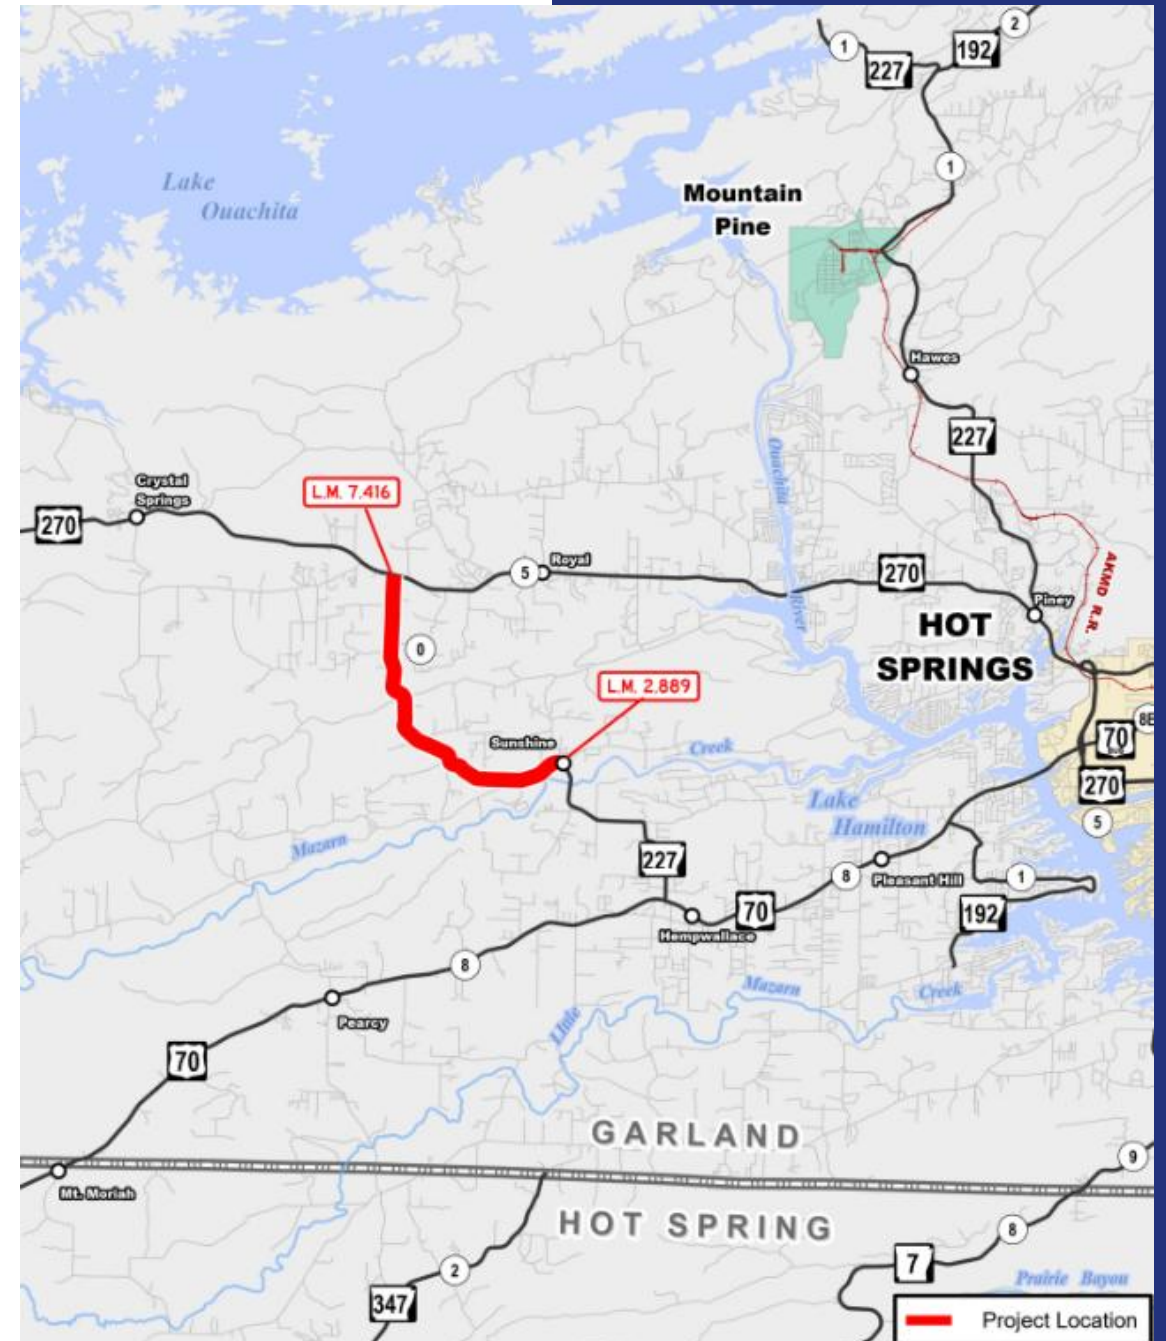 2
1
192
227
1
Lake
Ouachita
Mountain
Pine
Hawes
227
Crystal
Springs
L.M. 7.416
270
Ouachita
River
5
Royal
270
AKMD R.R.
Piney
HOT
SPRINGS
0
L.M. 2.889
Sunshine
Creek
70
270
5
Lake
Hamilton
Mazarn
227
8
Pleasant Hill
1
70
192
Hempwallace
8
Mazarn
Creek
Pearcy
Little
70
GARLAND
9
Mt. Moriah
HOT SPRING
8
2
7
347
Prairie Bayou
Project Location